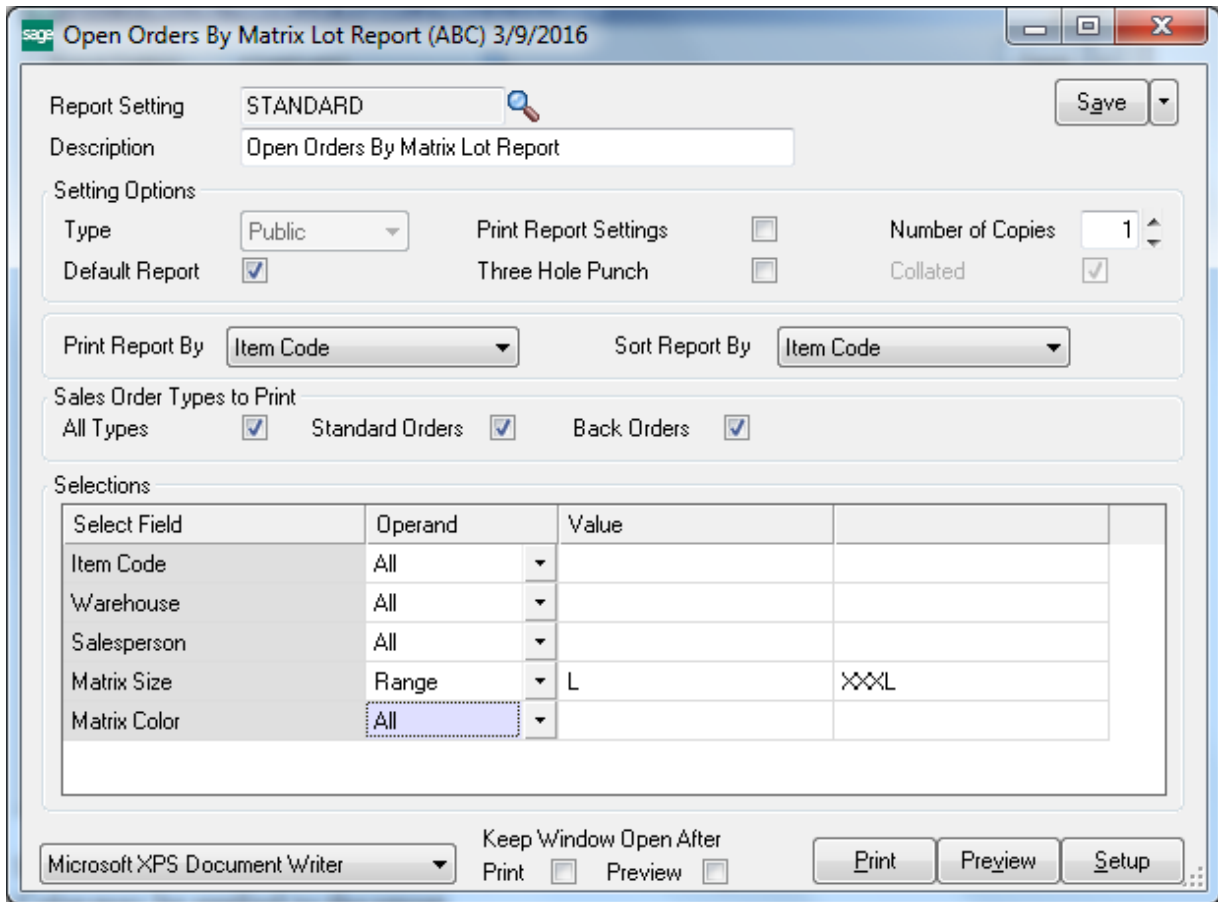 sage Open Orders By Matrix Lot Report (ABC) 3/9/2016
Report Setting STANDARD Save
Description Open Orders By Matrix Lot Report
Setting Options
Type Public Print Report Settings Number of Copies 1
Default Report Three Hole Punch Collated
Print Report By Item Code Sort Report By Item Code
Sales Order Types to Print
All Types Standard Orders Back Orders
Selections
Select Field Operand Value
Item Code All
Warehouse All
Salesperson All
Matrix Size Range L XXXL
Matrix Color All
Keep Window Open After
Microsoft XPS Document Writer Print Preview Print Preview Setup